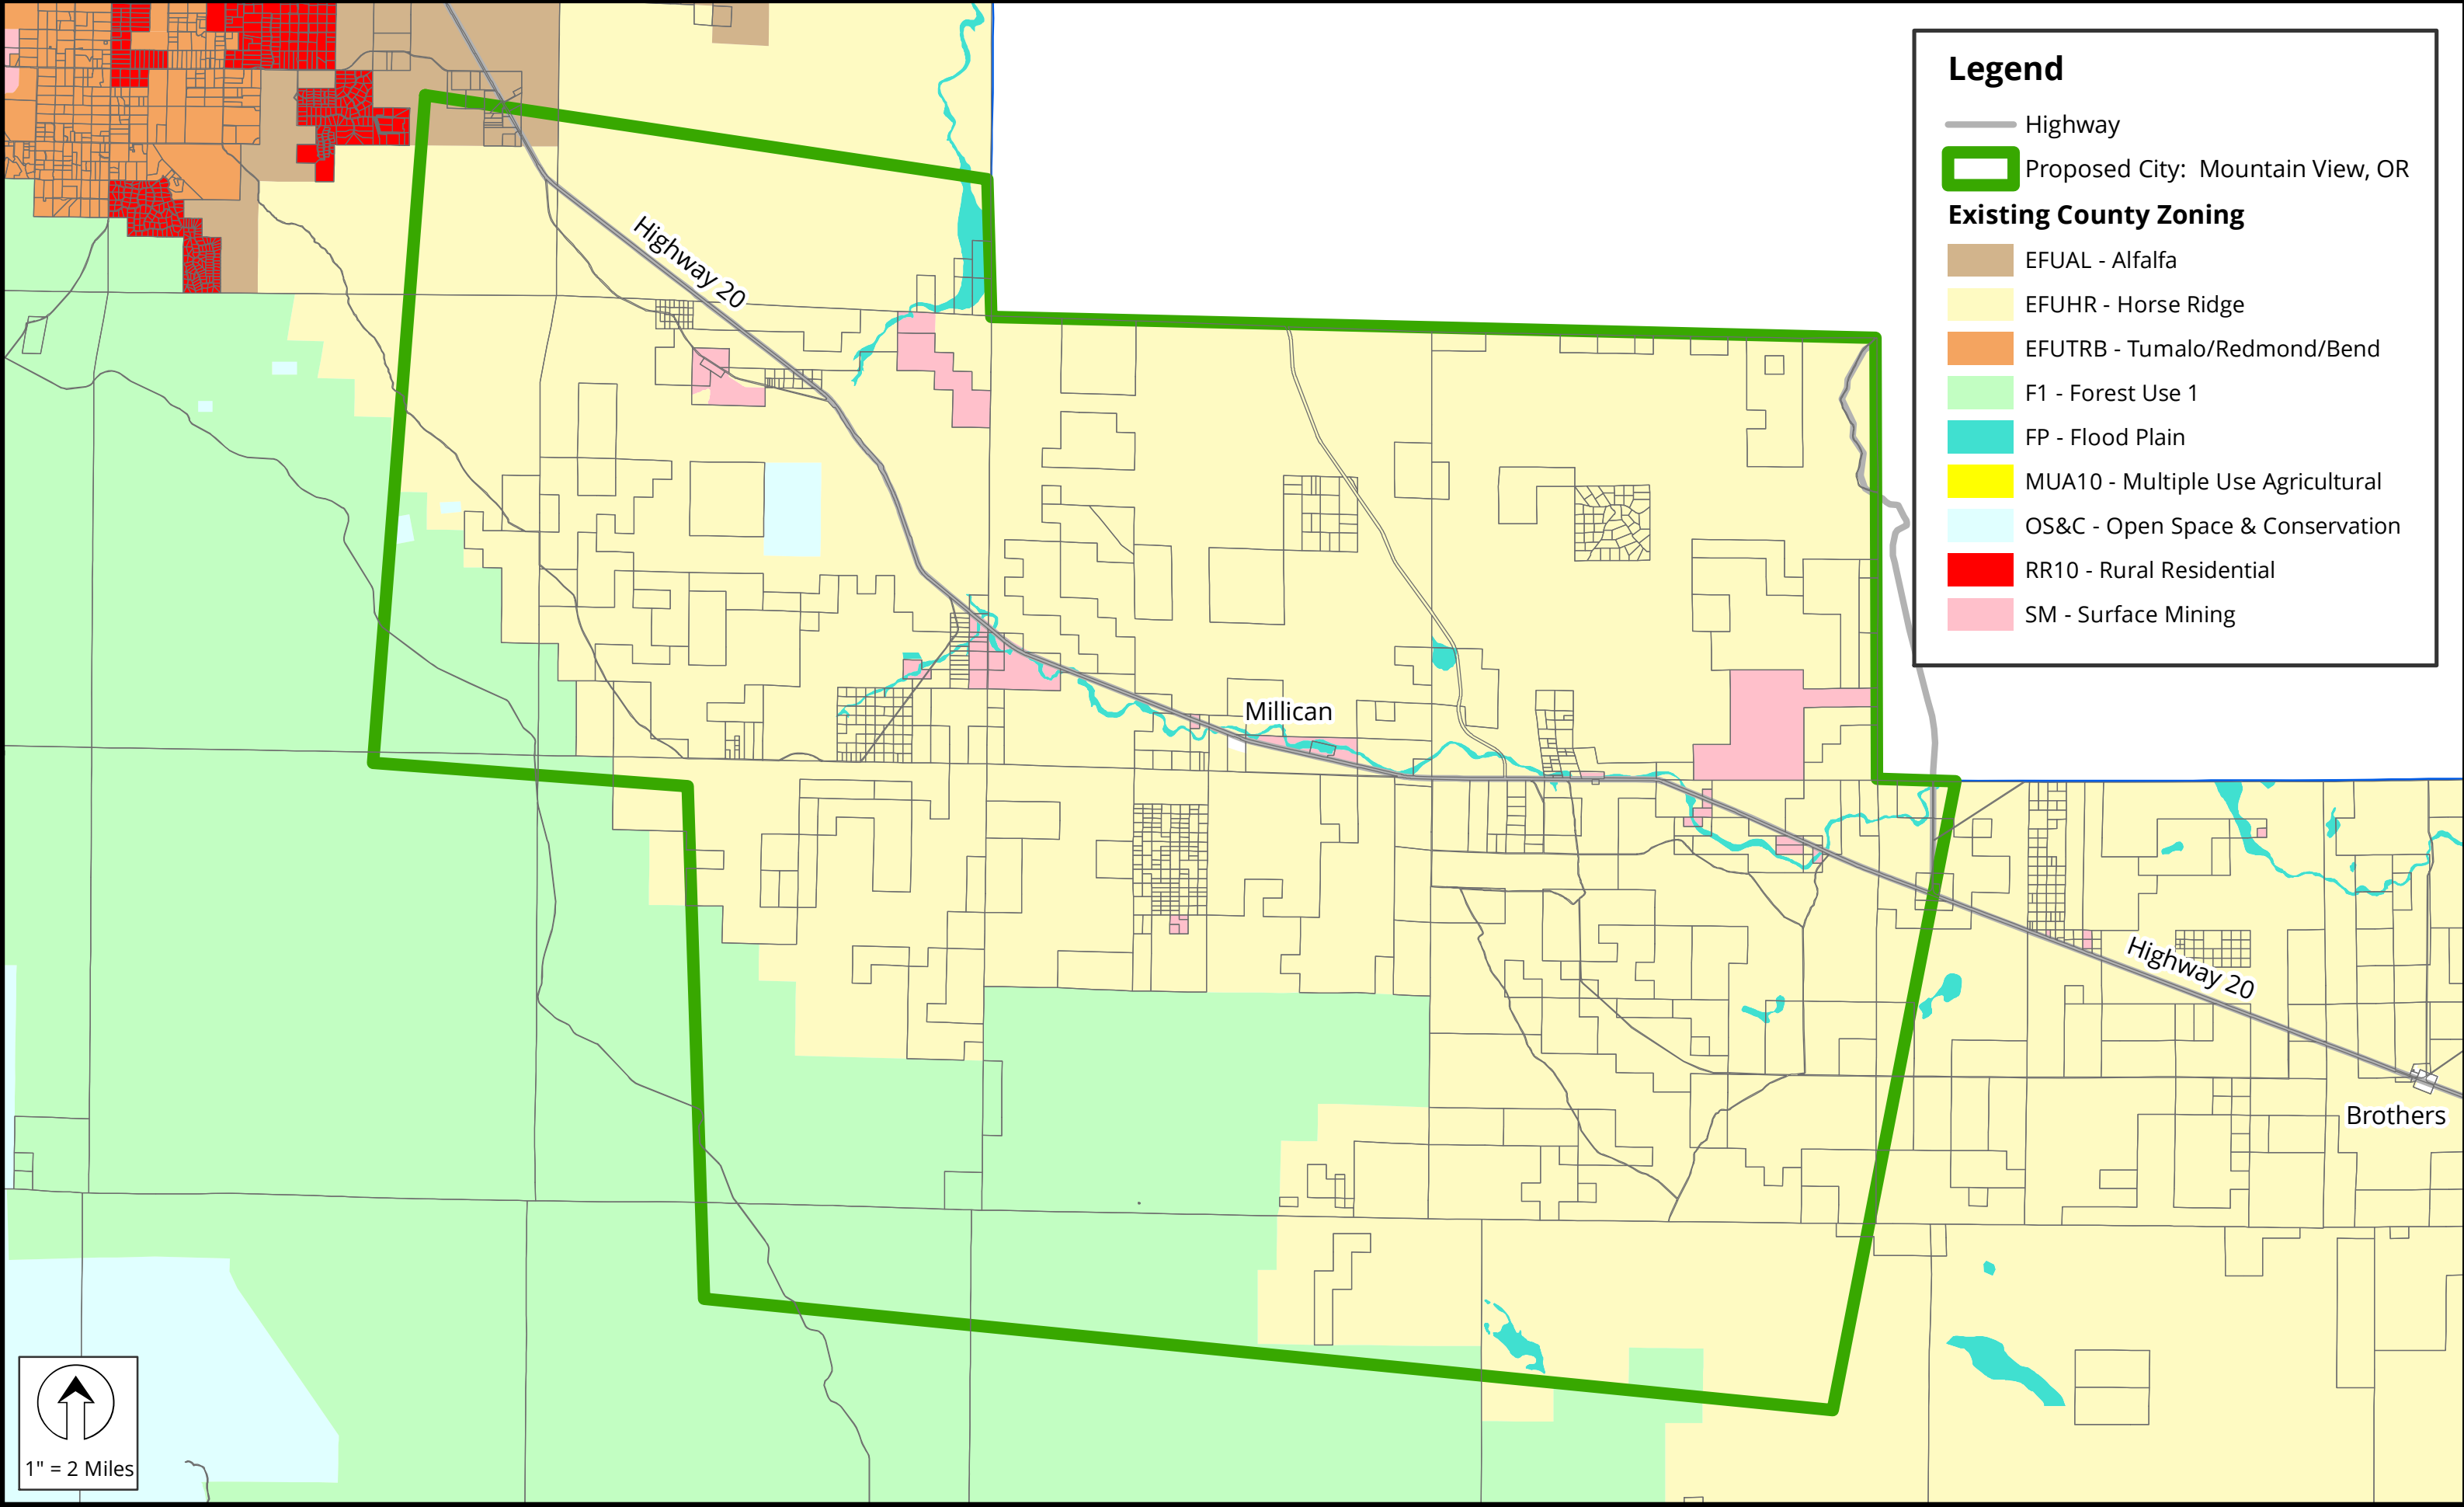 Legend
Highway
Proposed City: Mountain View, OR
Existing County Zoning
EFUAL - Alfalfa
EFUHR - Horse Ridge
EFUTRB - Tumalo/Redmond/Bend
F1 - Forest Use 1
FP - Flood Plain
MUA10 - Multiple Use Agricultural
OS&C - Open Space & Conservation
RR10 - Rural Residential
SM - Surface Mining
Highway 20
Millican
Highway 20
Brothers
1" = 2 Miles